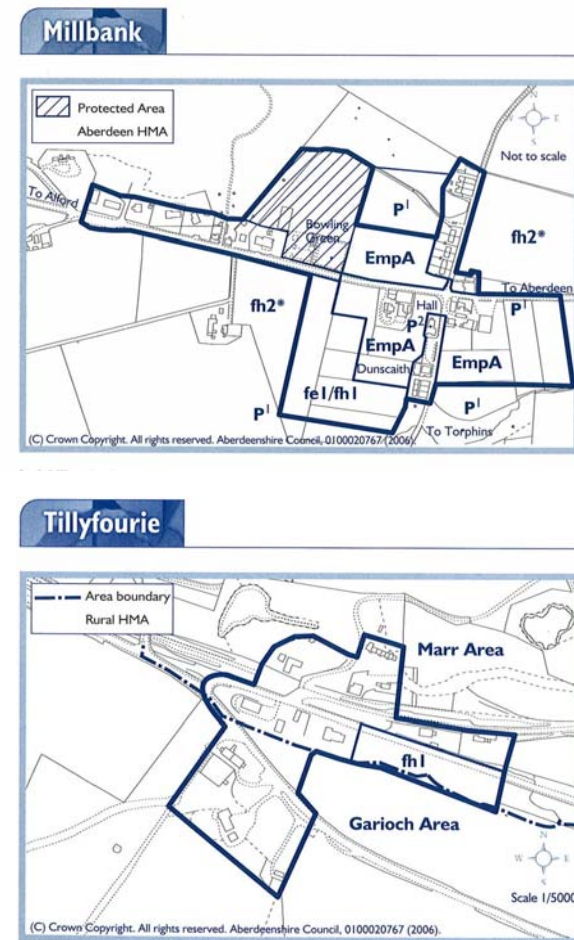 Millbank
Protected Area
Aberdeen HMA
N
E
S
Not to scale
To Alford
P1
Bowling
Green
fh2*
EmpA
To Aberdeen
Hall
P1
fh2*
P2
EmpA
EmpA
Dunscaith
fe1/fh1
P1
P1
To Torphins
(C) Crown Copyright. All rights reserved. Aberdeenshire Council, 0100020767 (2006).
Tillyfourie
Area boundary
Rural HMA
Marr Area
fh1
Garioch Area
N
W
E
S
Scale 1/5000
(C) Crown Copyright. All rights reserved. Aberdeenshire Council, 0100020767 (2006).